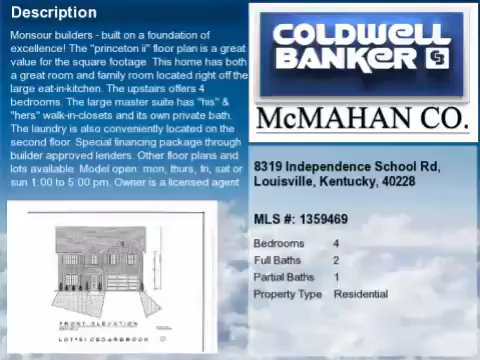 Description
Monsour builders - built on a foundation of
excellence! The "princeton ii" floor plan is a great
value for the square footage. This home has both
a great room and family room located right off the
large eat-in-kitchen. The upstairs offers 4
bedrooms. The large master suite has "his" &
"hers" walk-in-closets and its own private bath.
The laundry is also conveniently located on the
second floor. Special financing package through
builder approved lenders. Other floor plans and
lots available. Model open: mon, thurs, fri, sat or
sun 1:00 to 5:00 pm. Owner is a licensed agent
FRONT ELEVATION
COLDWELL
BANKER CB
McMAHAN CO.
8319 Independence School Rd,
Louisville, Kentucky, 40228
MLS #: 1359469
Bedrooms 4
Full Baths 2
Partial Baths 1
Property Type Residential